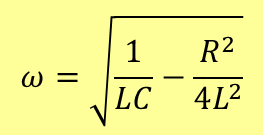 ω = √(1/LC − R²/4L²)